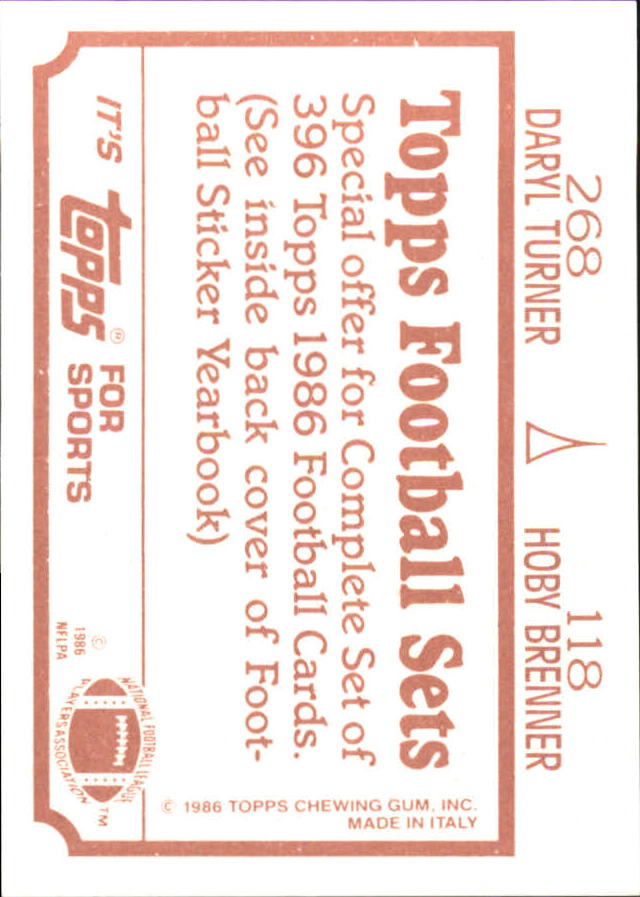 268
DARYL TURNER
118
HOBY BRENNER
Topps Football Sets
Special offer for Complete Set of
396 Topps 1986 Football Cards.
(See inside back cover of Foot-
ball Sticker Yearbook)
© 1986 TOPPS CHEWING GUM, INC.
MADE IN ITALY
IT'S topps® FOR
SPORTS
©
1986
NFLPA
NATIONAL FOOTBALL LEAGUE
PLAYERS ASSOCIATION
TM